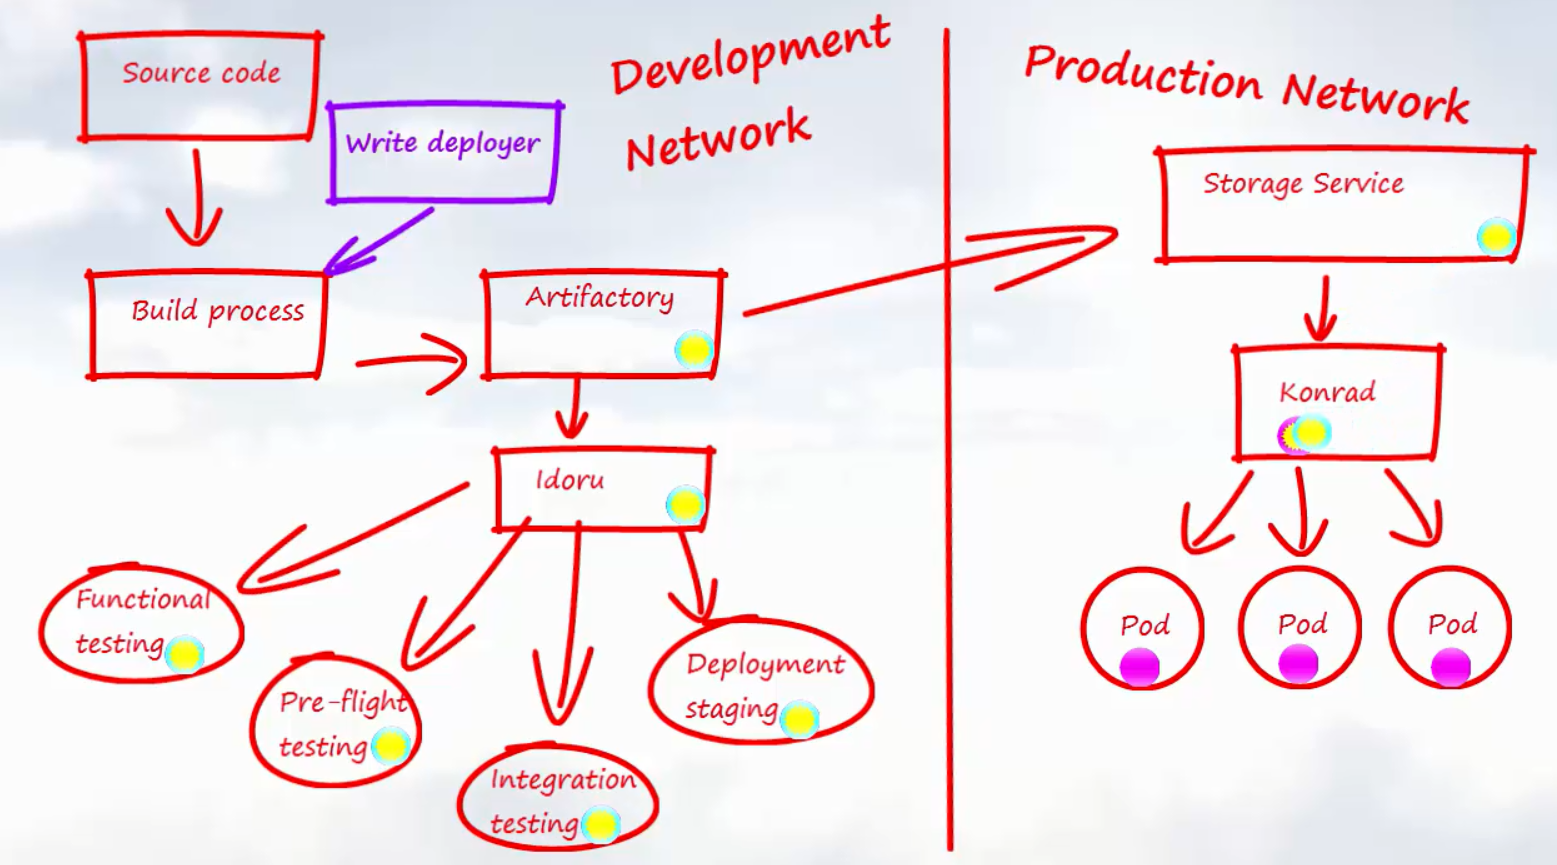 Development
Network
Production Network
Source code
Write deployer
Build process
Artifactory
Idoru
Functional
testing
Pre-flight
testing
Integration
testing
Deployment
staging
Storage Service
Konrad
Pod
Pod
Pod